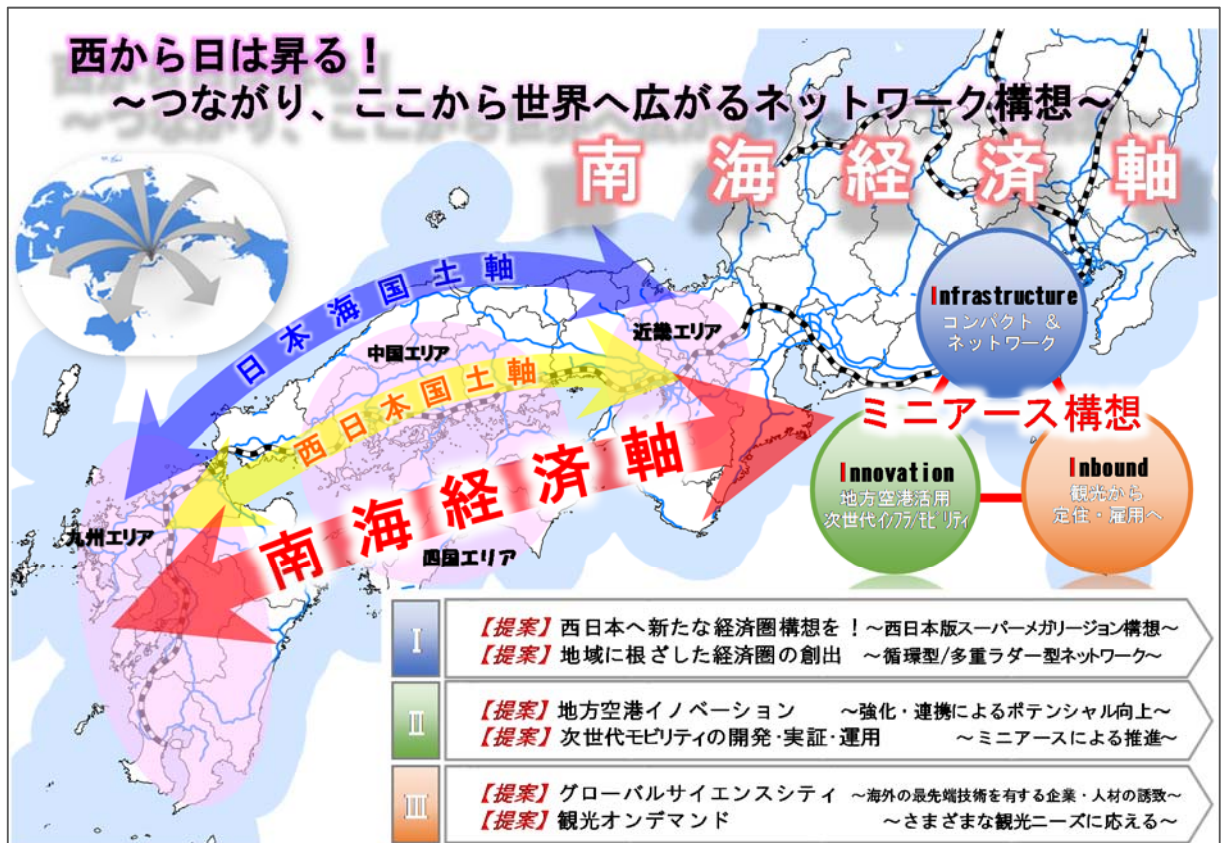 西から日は昇る！
～つながり、ここから世界へ広がるネットワーク構想～
南海経済軸
日本海国土軸
中国エリア
近畿エリア
西日本国土軸
南海経済軸
九州エリア
四国エリア
Infrastructure
コンパクト ＆
ネットワーク
ミニアース構想
Innovation
地方空港活用
次世代インフラ/モビリティ
Inbound
観光から
定住・雇用へ
Ⅰ
【提案】西日本へ新たな経済圏構想を！～西日本版スーパーメガリージョン構想～
【提案】地域に根ざした経済圏の創出 ～循環型/多重ラダー型ネットワーク～
Ⅱ
【提案】地方空港イノベーション ～強化・連携によるポテンシャル向上～
【提案】次世代モビリティの開発・実証・運用 ～ミニアースによる推進～
Ⅲ
【提案】グローバルサイエンスシティ ～海外の最先端技術を有する企業・人材の誘致～
【提案】観光オンデマンド ～さまざまな観光ニーズに応える～